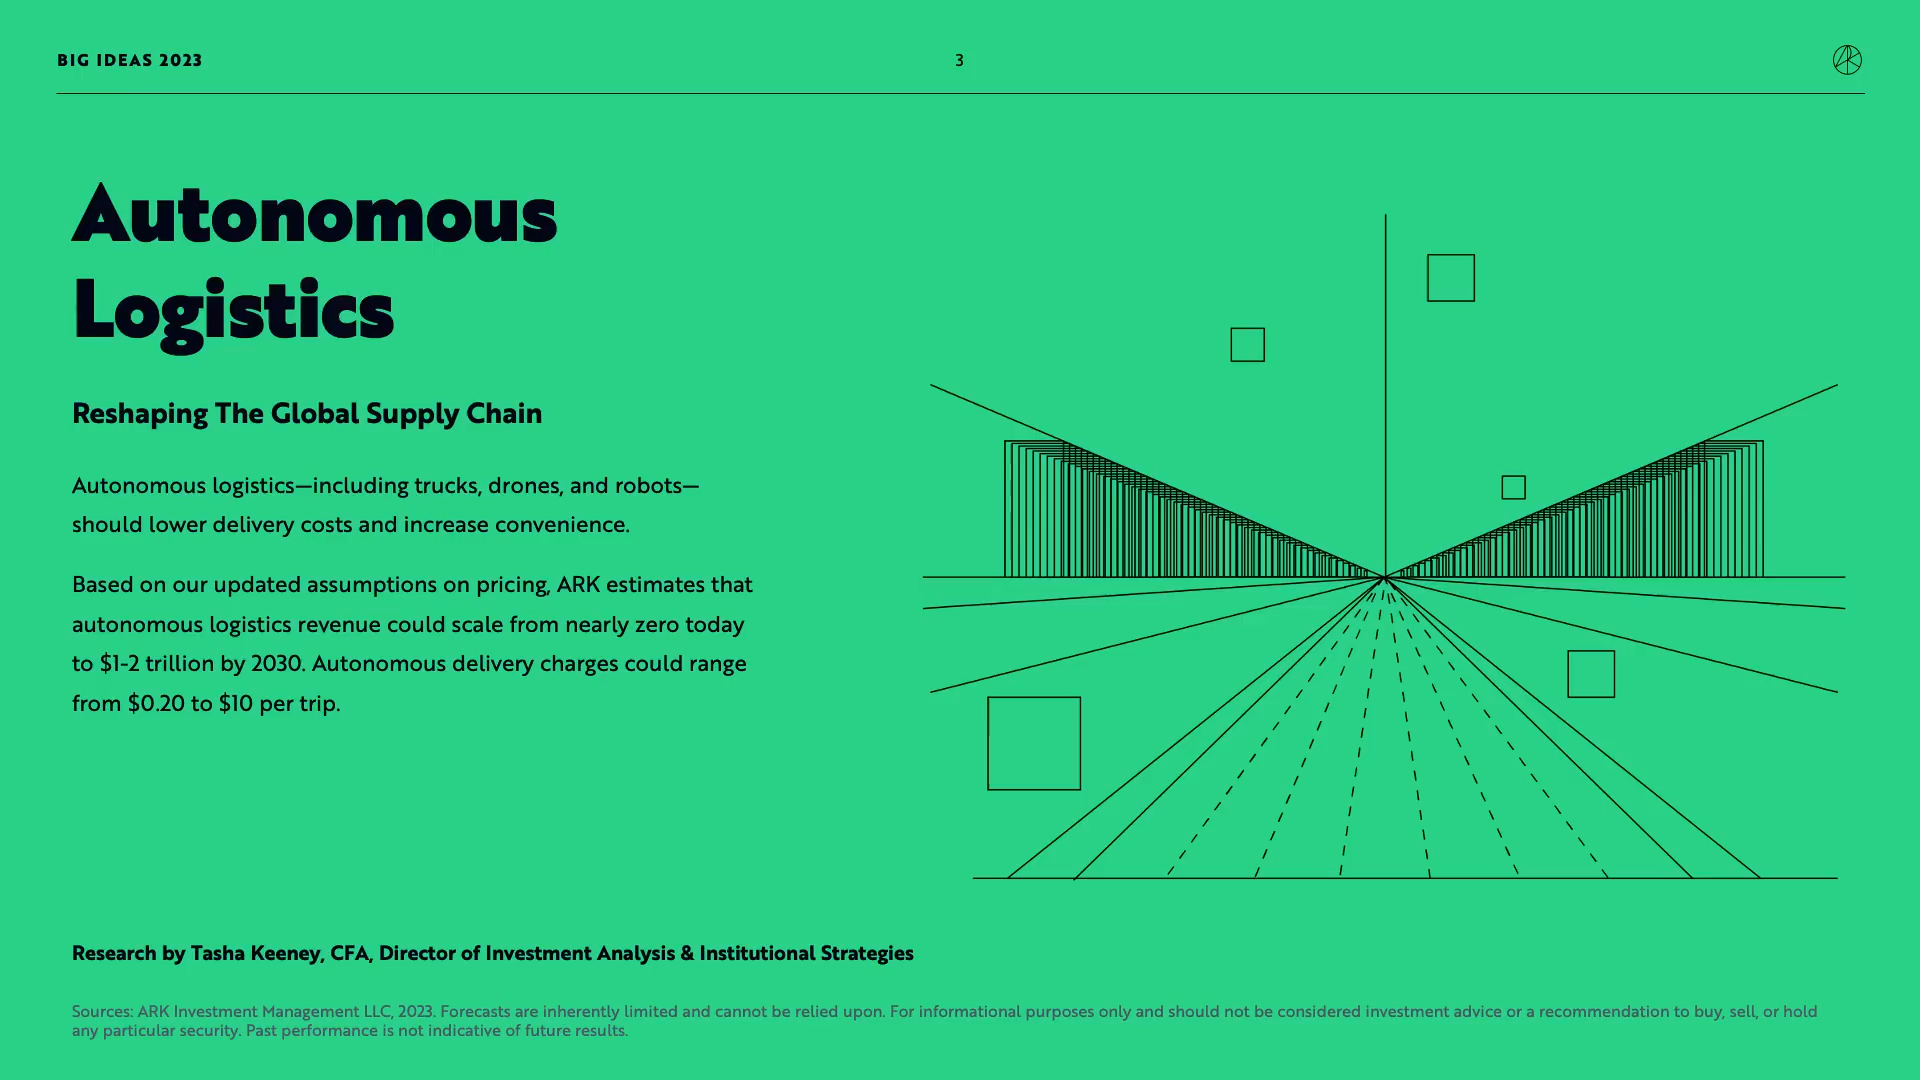 BIG IDEAS 2023
3
Autonomous
Logistics
Reshaping The Global Supply Chain
Autonomous logistics—including trucks, drones, and robots—
should lower delivery costs and increase convenience.
Based on our updated assumptions on pricing, ARK estimates that
autonomous logistics revenue could scale from nearly zero today
to $1-2 trillion by 2030. Autonomous delivery charges could range
from $0.20 to $10 per trip.
Research by Tasha Keeney, CFA, Director of Investment Analysis & Institutional Strategies
Sources: ARK Investment Management LLC, 2023. Forecasts are inherently limited and cannot be relied upon. For informational purposes only and should not be considered investment advice or a recommendation to buy, sell, or hold
any particular security. Past performance is not indicative of future results.